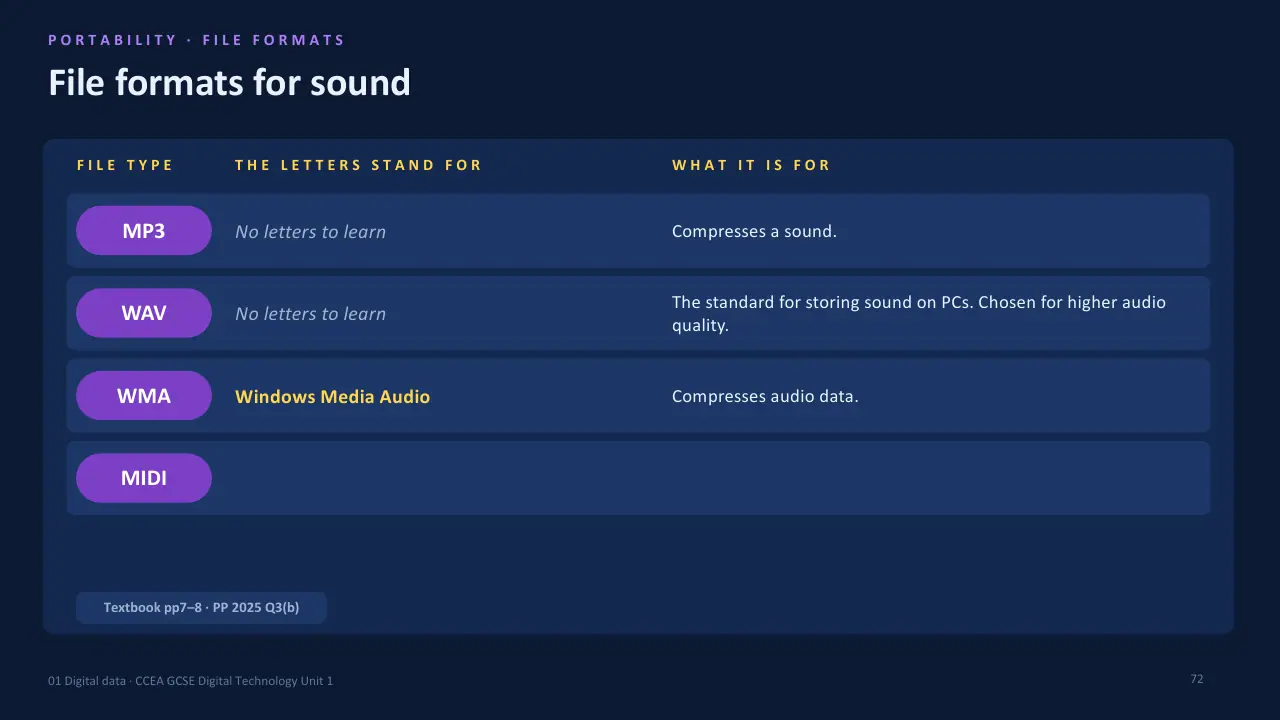 PORTABILITY · FILE FORMATS
File formats for sound
FILE TYPE THE LETTERS STAND FOR WHAT IT IS FOR
MP3 No letters to learn Compresses a sound.
WAV No letters to learn The standard for storing sound on PCs. Chosen for higher audio
quality.
WMA Windows Media Audio Compresses audio data.
MIDI
Textbook pp7–8 · PP 2025 Q3(b)
01 Digital data · CCEA GCSE Digital Technology Unit 1 72